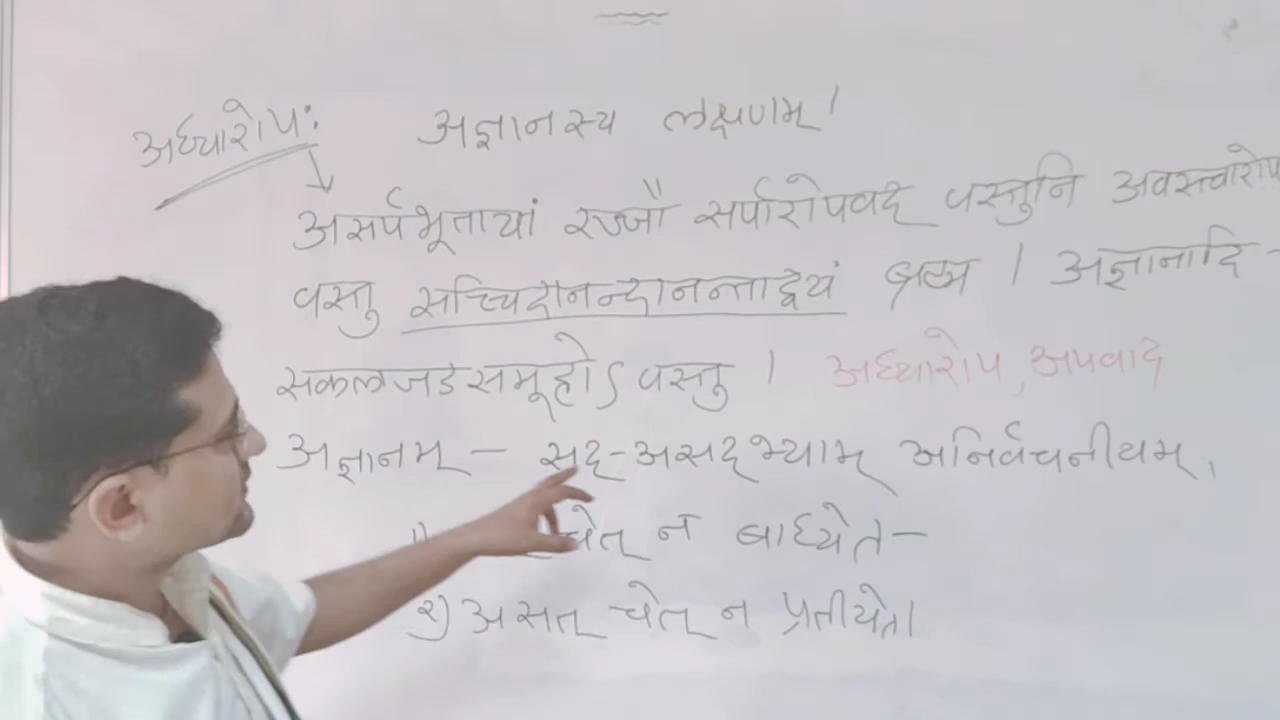 अध्यारोपः अज्ञानस्य लक्षणम्।
असर्पभूतायां रज्जौ सर्पारोपवद् वस्तुनि अवस्त्वारोप
वस्तु सच्चिदानन्दानन्ताद्वयं ब्रह्म । अज्ञानादि-
सकलजडसमूहोऽवस्तु । अध्यारोप, अपवाद
अज्ञानम् - सद्-असद्भ्याम् अनिर्वचनीयम्,
१) चेत् न बाध्येत-
२) असत् चेत् न प्रतीयेत।